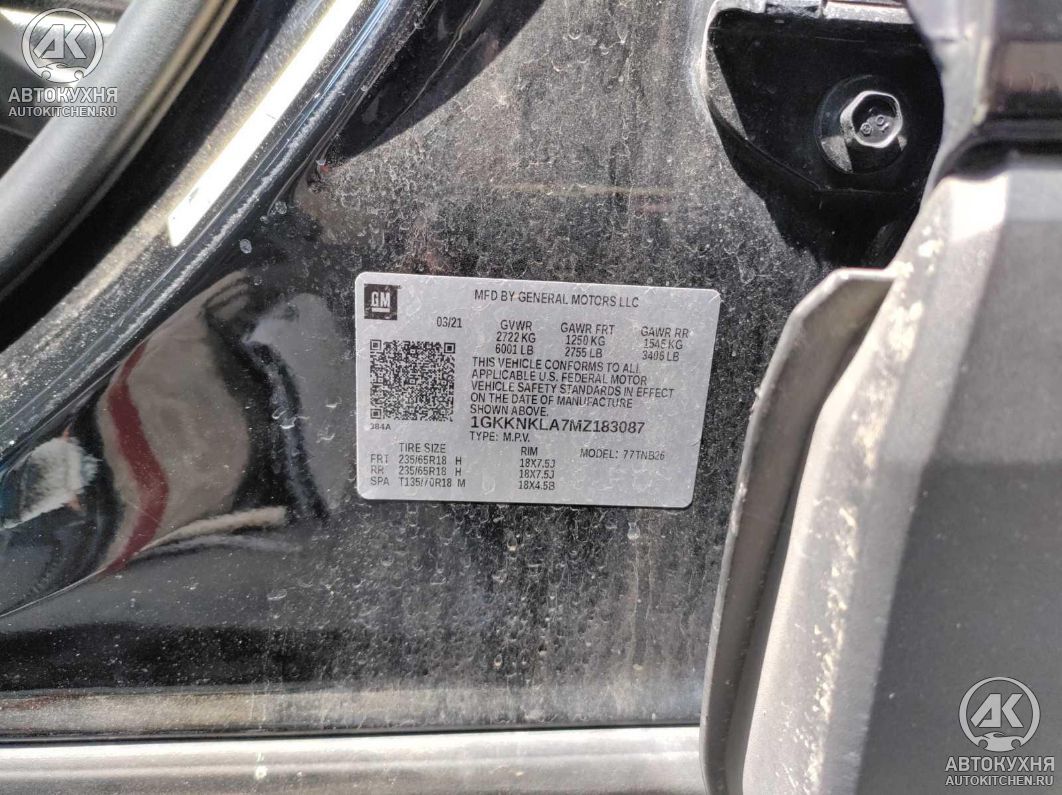 АК
АВТОКУХНЯ
AUTOKITCHEN.RU
GM
MFD BY GENERAL MOTORS LLC
03/21 GVWR GAWR FRT GAWR RR
2722 KG 1250 KG 1545 KG
6001 LB 2755 LB 3406 LB
THIS VEHICLE CONFORMS TO ALL
APPLICABLE U.S. FEDERAL MOTOR
VEHICLE SAFETY STANDARDS IN EFFECT
ON THE DATE OF MANUFACTURE
SHOWN ABOVE.
384A
1GKKNKLA7MZ183087
TYPE: M.P.V. MODEL: 77TNB26
TIRE SIZE RIM
FRT 235/65R18 H 18X7.5J
RR 235/65R18 H 18X7.5J
SPA T135/70R18 M 18X4.5B
АК
АВТОКУХНЯ
AUTOKITCHEN.RU